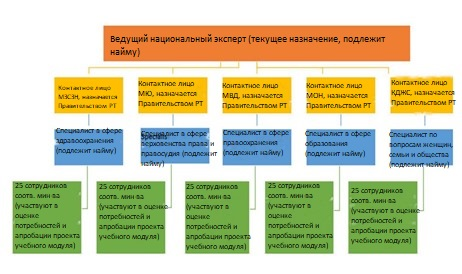 Ведущий национальный эксперт (текущее назначение, подлежит
найму)
Контактное лицо
МЗСЗН, назначается
Правительством РТ
Контактное лицо
МЮ, назначается
Правительством РТ
Контактное лицо
МВД, назначается
Правительством РТ
Контактное лицо
МОН, назначается
Правительством РТ
Контактное лицо
КДЖС, назначается
Правительством РТ
Специалист в сфере
здравоохранения
(подлежит найму)
Специалист в сфере
верховенства права и
правосудия (подлежит
найму)
Специалист в сфере
правоохранения
(подлежит найму)
Специалист в сфере
образования
(подлежит найму)
Специалист по
вопросам женщин,
семьи и общества
(подлежит найму)
25 сотрудников
соотв. мин-ва
(участвуют в
оценке
потребностей и
апробации проекта
учебного модуля)
25 сотрудников
соотв. мин-ва
(участвуют в оценке
потребностей и
апробации проекта
учебного модуля)
25 сотрудников
соотв. мин-ва
(участвуют в
оценке
потребностей и
апробации проекта
учебного модуля)
25 сотрудников
соотв. мин-ва
(участвуют в
оценке
потребностей и
апробации проекта
учебного модуля)
25 сотрудников
соотв. мин-ва
(участвуют в оценке
потребностей и
апробации проекта
учебного модуля)